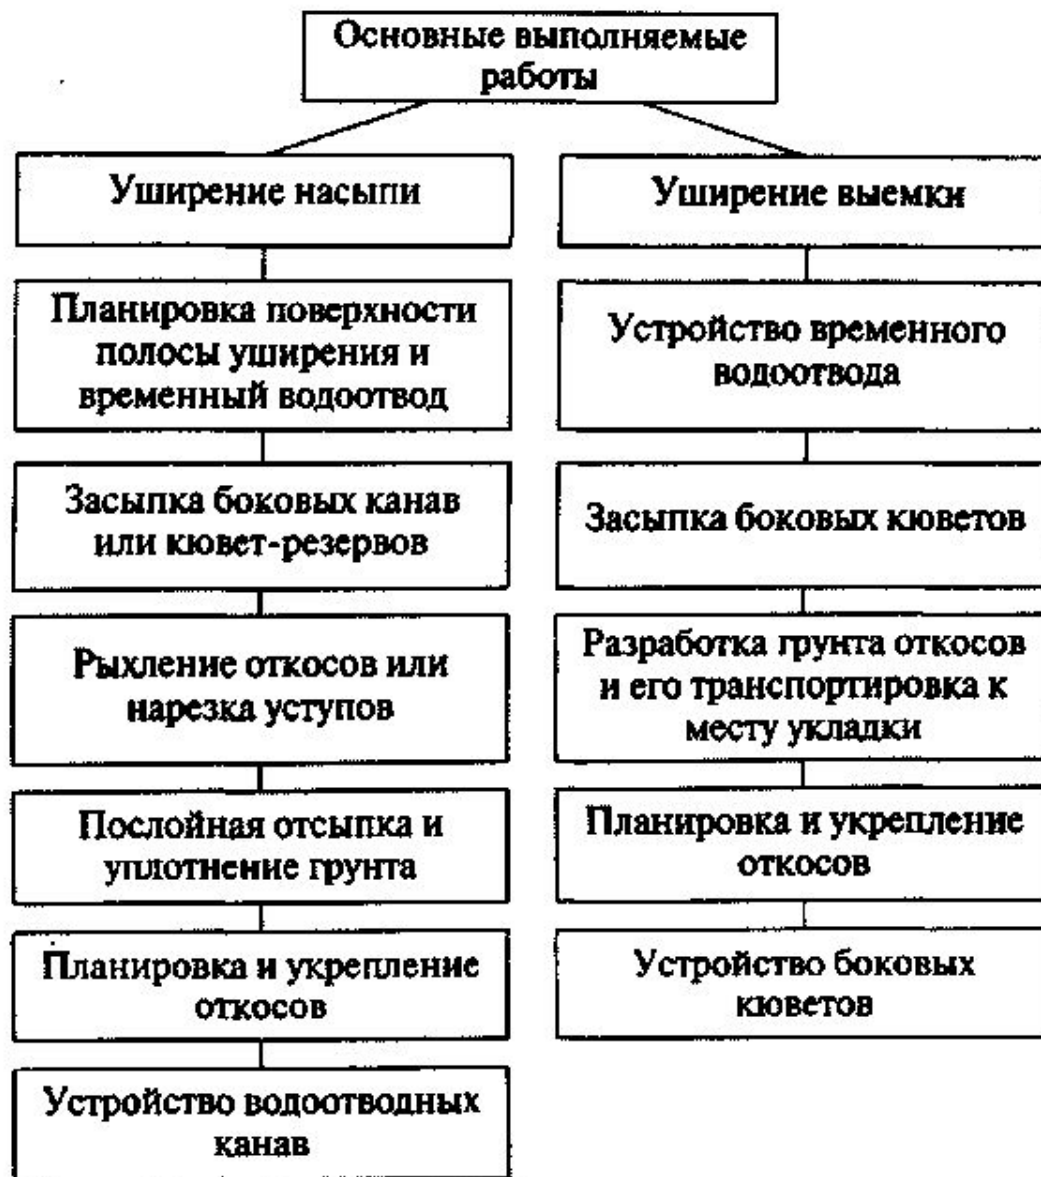 Основные выполняемые
работы
Уширение насыпи
Планировка поверхности
полосы уширения и
временный водоотвод
Засыпка боковых канав
или кювет-резервов
Рыхление откосов или
нарезка уступов
Послойная отсыпка и
уплотнение грунта
Планировка и укрепление
откосов
Устройство водоотводных
канав
Уширение выемки
Устройство временного
водоотвода
Засыпка боковых кюветов
Разработка грунта откосов
и его транспортировка к
месту укладки
Планировка и укрепление
откосов
Устройство боковых
кюветов